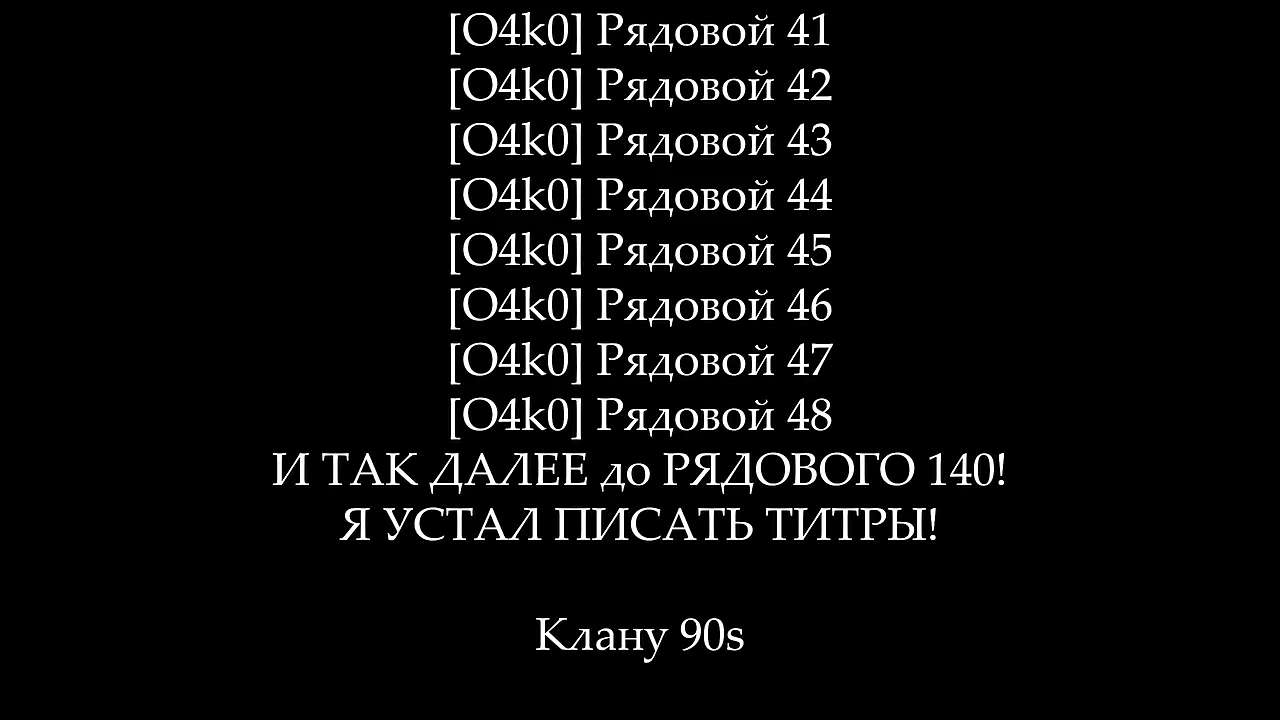 [O4k0] Рядовой 41
[O4k0] Рядовой 42
[O4k0] Рядовой 43
[O4k0] Рядовой 44
[O4k0] Рядовой 45
[O4k0] Рядовой 46
[O4k0] Рядовой 47
[O4k0] Рядовой 48
И ТАК ДАЛЕЕ до РЯДОВОГО 140!
Я УСТАЛ ПИСАТЬ ТИТРЫ!
Клану 90s